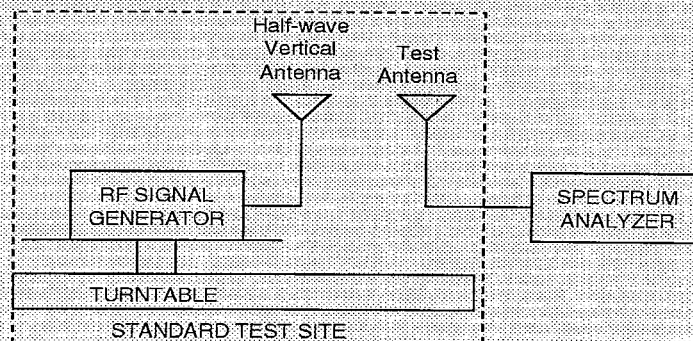 Half-wave
Vertical
Antenna
Test
Antenna
RF SIGNAL
GENERATOR
SPECTRUM
ANALYZER
TURNTABLE
STANDARD TEST SITE